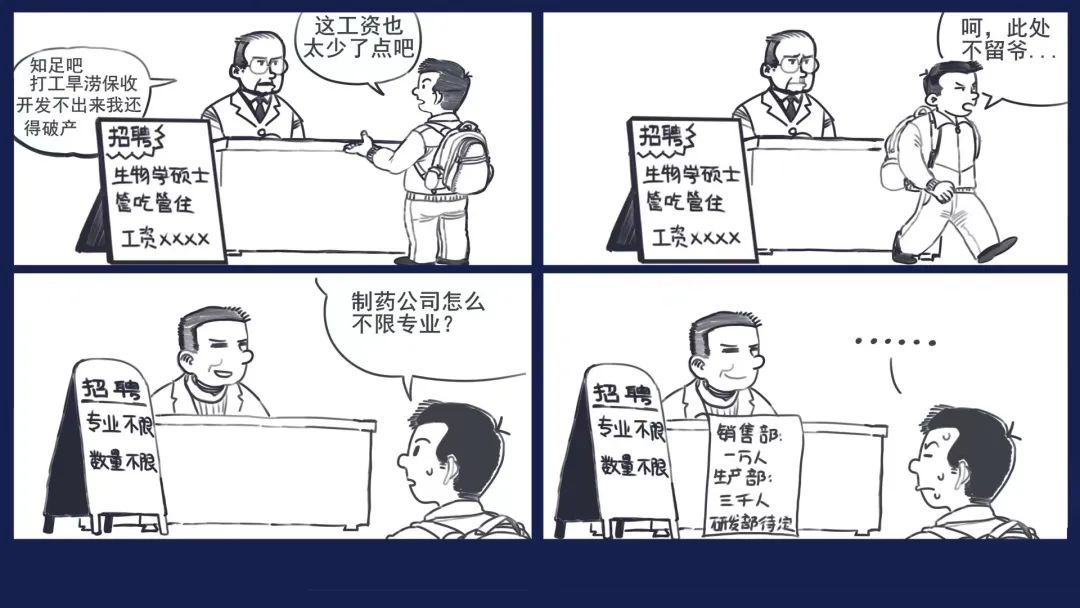 知足吧
打工旱涝保收
开发不出来我还
得破产
这工资也
太少了点吧
招聘
生物学硕士
管吃管住
工资xxxx
呵，此处
不留爷...
招聘
生物学硕士
管吃管住
工资xxxx
制药公司怎么
不限专业？
招聘
专业不限
数量不限
......
招聘
专业不限
数量不限
销售部：
一万人
生产部：
三千人
研发部待定